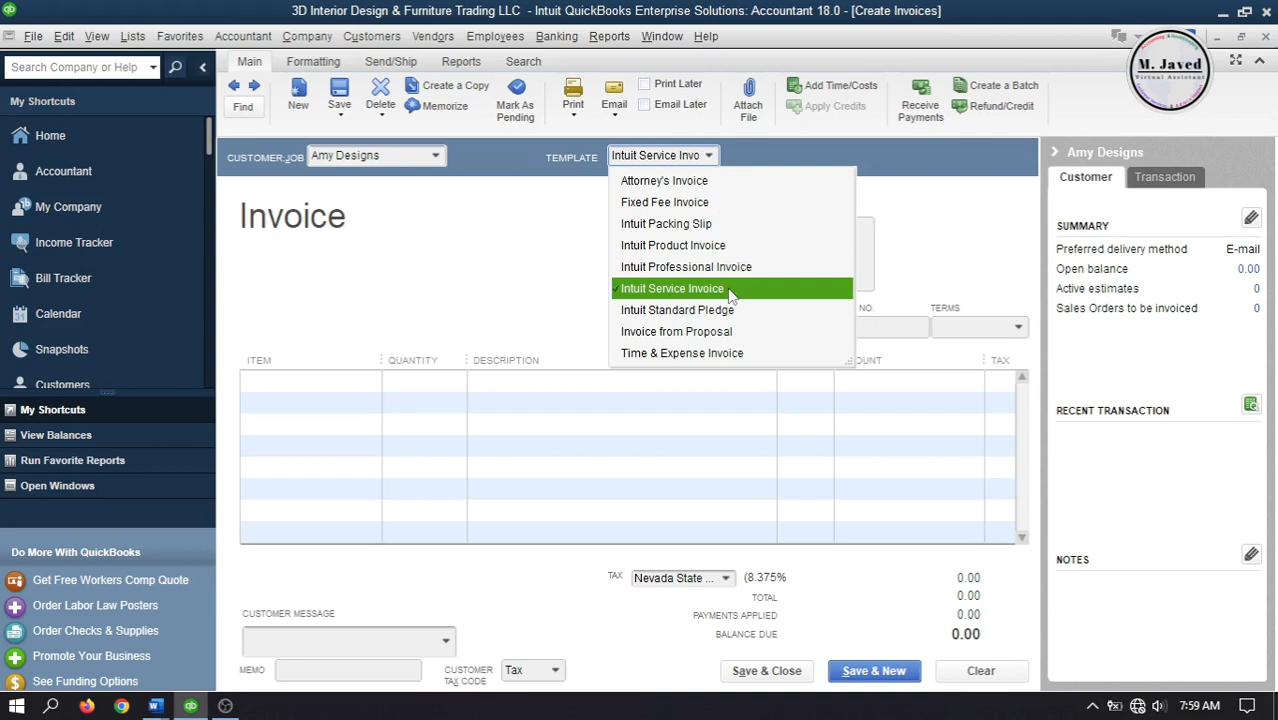 3D Interior Design & Furniture Trading LLC - Intuit QuickBooks Enterprise Solutions: Accountant 18.0 - [Create Invoices]
File Edit View Lists Favorites Accountant Company Customers Vendors Employees Banking Reports Window Help
Search Company or Help
Main Formatting Send/Ship Reports Search
Find New Save Delete Create a Copy Memorize Mark As Pending Print Email Print Later Email Later Attach File Add Time/Costs Apply Credits Receive Payments Create a Batch Refund/Credit
M. Javed
Virtual Assistant
My Shortcuts
Home
Accountant
My Company
Income Tracker
Bill Tracker
Calendar
Snapshots
Customers
My Shortcuts
View Balances
Run Favorite Reports
Open Windows
Do More With QuickBooks
Get Free Workers Comp Quote
Order Labor Law Posters
Order Checks & Supplies
Promote Your Business
See Funding Options
CUSTOMER:JOB Amy Designs TEMPLATE Intuit Service Invo
Attorney's Invoice
Fixed Fee Invoice
Intuit Packing Slip
Intuit Product Invoice
Intuit Professional Invoice
Intuit Service Invoice
Intuit Standard Pledge
Invoice from Proposal
Time & Expense Invoice
Invoice
NO. TERMS
ITEM QUANTITY DESCRIPTION OUNT TAX
TAX Nevada State ... (8.375% 0.00
TOTAL 0.00
PAYMENTS APPLIED 0.00
BALANCE DUE 0.00
CUSTOMER MESSAGE
MEMO CUSTOMER TAX CODE Tax
Save & Close Save & New Clear
Amy Designs
Customer Transaction
SUMMARY
Preferred delivery method E-mail
Open balance 0.00
Active estimates 0
Sales Orders to be invoiced 0
RECENT TRANSACTION
NOTES
7:59 AM